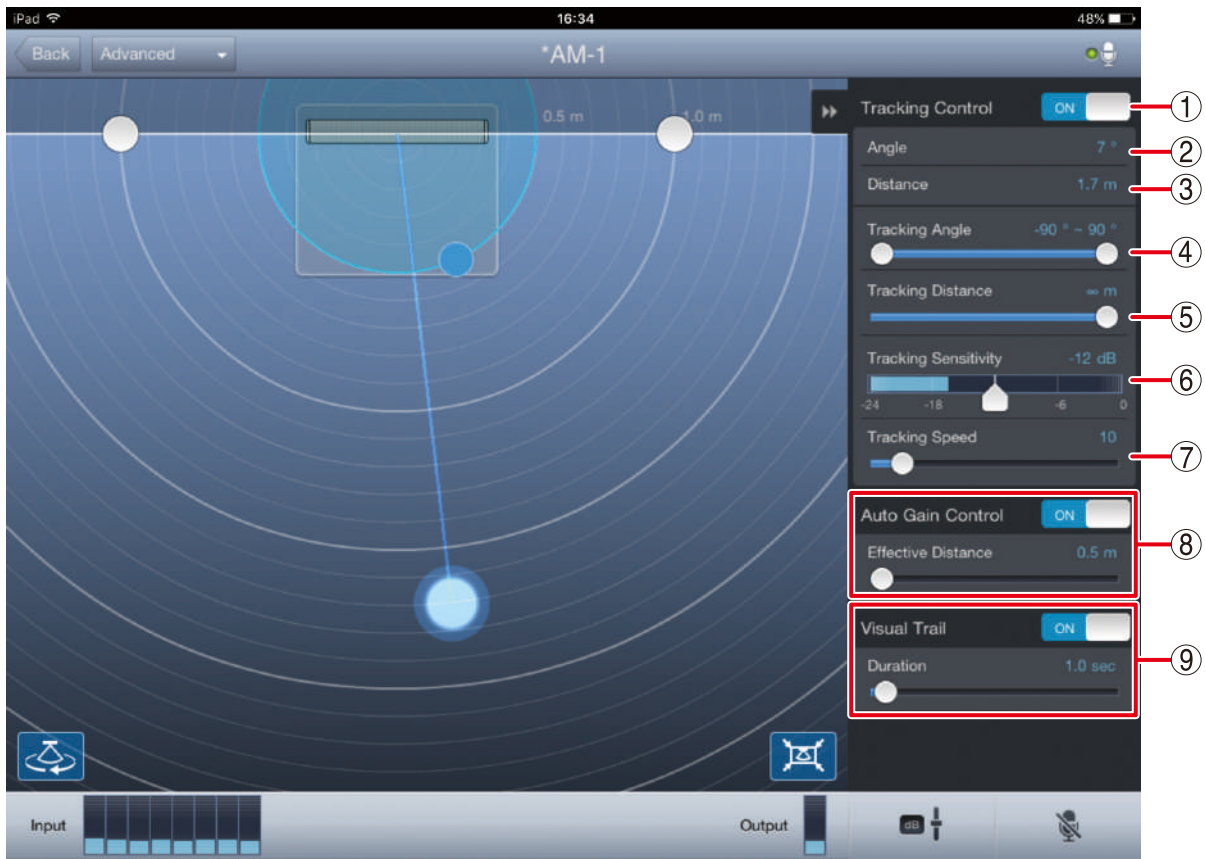 iPad 16:34 48%
Back Advanced *AM-1
0.5 m 1.0 m
Tracking Control ON ①
Angle 7 ° ②
Distance 1.7 m ③
Tracking Angle -90 ° ~ 90 ° ④
Tracking Distance ∞ m ⑤
Tracking Sensitivity -12 dB ⑥
-24 -18 -6 0
Tracking Speed 10 ⑦
Auto Gain Control ON ⑧
Effective Distance 0.5 m
Visual Trail ON ⑨
Duration 1.0 sec
Input Output dB